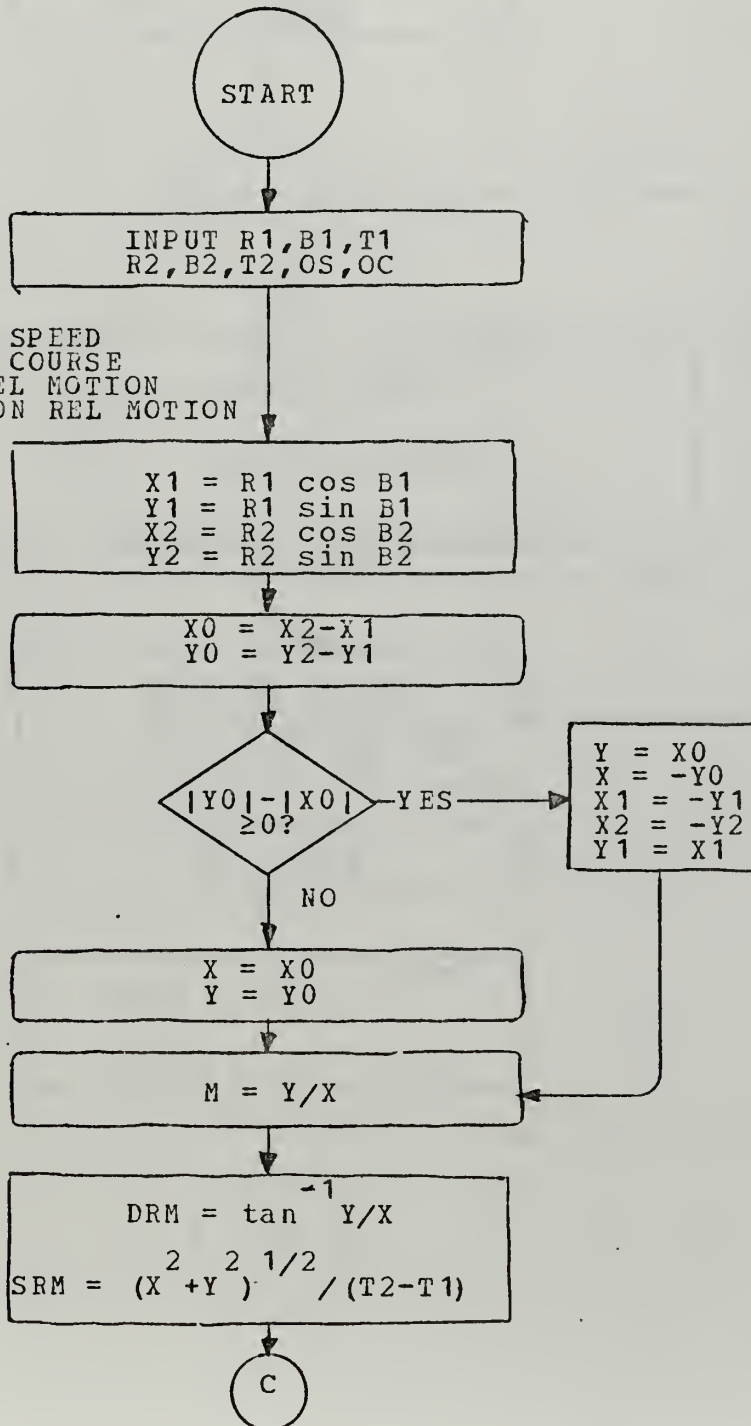 START
INPUT R1,B1,T1
R2,B2,T2,OS,OC
SPEED
COURSE
EL MOTION
ON REL MOTION
X1 = R1 cos B1
Y1 = R1 sin B1
X2 = R2 cos B2
Y2 = R2 sin B2
X0 = X2-X1
Y0 = Y2-Y1
|Y0|-|X0|
≥0?
YES
Y = X0
X = -Y0
X1 = -Y1
X2 = -Y2
Y1 = X1
NO
X = X0
Y = Y0
M = Y/X
DRM = tan⁻¹ Y/X
SRM = (X²+Y²)¹/²/(T2-T1)
C